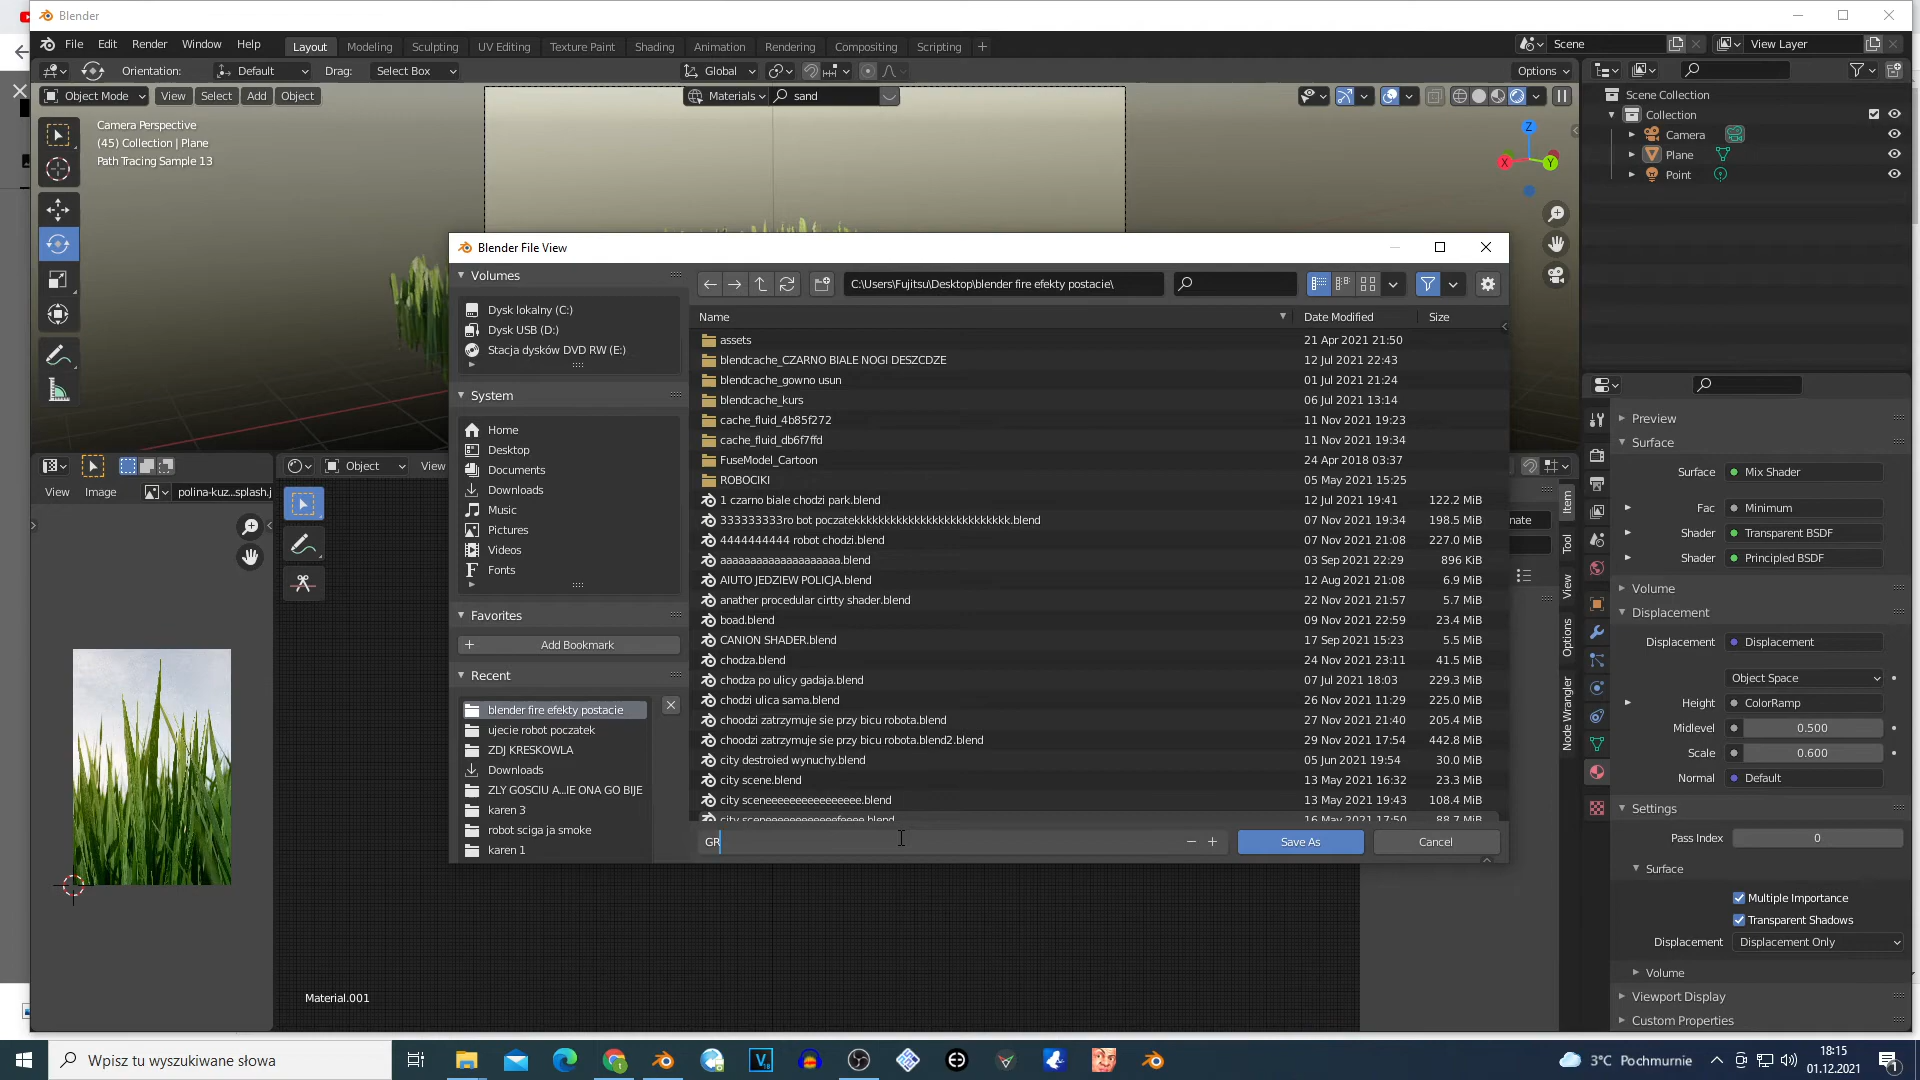 Blender
File Edit Render Window Help Layout Modeling Sculpting UV Editing Texture Paint Shading Animation Rendering Compositing Scripting + Scene View Layer
Orientation: Default Drag: Select Box Global Options
Object Mode View Select Add Object Materials sand
Camera Perspective
(45) Collection | Plane
Path Tracing Sample 13
Z
X
Y
Scene Collection
Collection
Camera
Plane
Point
Blender File View
Volumes
Dysk lokalny (C:)
Dysk USB (D:)
Stacja dysków DVD RW (E:)
System
Home
Desktop
Documents
Downloads
Music
Pictures
Videos
Fonts
Favorites
Add Bookmark
Recent
blender fire efekty postacie
ujecie robot poczatek
ZDJ KRESKOWLA
Downloads
ZLY GOSCIU A...IE ONA GO BIJE
karen 3
robot sciga ja smoke
karen 1
C:\Users\Fujitsu\Desktop\blender fire efekty postacie\
Name Date Modified Size
assets 21 Apr 2021 21:50
blendcache_CZARNO BIALE NOGI DESZCDZE 12 Jul 2021 22:43
blendcache_gowno usun 01 Jul 2021 21:24
blendcache_kurs 06 Jul 2021 13:14
cache_fluid_4b85f272 11 Nov 2021 19:23
cache_fluid_db6f7ffd 11 Nov 2021 19:34
FuseModel_Cartoon 24 Apr 2018 03:37
ROBOCIKI 05 May 2021 15:25
1 czarno biale chodzi park.blend 12 Jul 2021 19:41 122.2 MiB
333333333ro bot poczatekkkkkkkkkkkkkkkkkkkkkkkkkk.blend 07 Nov 2021 19:34 198.5 MiB
4444444444 robot chodzi.blend 07 Nov 2021 21:08 227.0 MiB
aaaaaaaaaaaaaaaaaaaa.blend 03 Sep 2021 22:29 896 KiB
AIUTO JEDZIEW POLICJA.blend 12 Aug 2021 21:08 6.9 MiB
anather procedular cirtty shader.blend 22 Nov 2021 21:57 5.7 MiB
boad.blend 09 Nov 2021 22:59 23.4 MiB
CANION SHADER.blend 17 Sep 2021 15:23 5.5 MiB
chodza.blend 24 Nov 2021 23:11 41.5 MiB
chodza po ulicy gadaja.blend 07 Jul 2021 18:03 229.3 MiB
chodzi ulica sama.blend 26 Nov 2021 11:29 225.0 MiB
choodzi zatrzymuje sie przy bicu robota.blend 27 Nov 2021 21:40 205.4 MiB
choodzi zatrzymuje sie przy bicu robota.blend2.blend 29 Nov 2021 17:54 442.8 MiB
city destroied wynuchy.blend 05 Jun 2021 19:54 30.0 MiB
city scene.blend 13 May 2021 16:32 23.3 MiB
city sceneeeeeeeeeeeeeeee.blend 13 May 2021 19:43 108.4 MiB
16 May 2021 17:50 88.7 MiB
GR Save As Cancel
View Image polina-kuz...splash.j
Object View
Material.001
nate
Item
Tool
View
Options
Node Wrangler
Preview
Surface
Surface Mix Shader
Fac Minimum
Shader Transparent BSDF
Shader Principled BSDF
Volume
Displacement
Displacement Displacement
Object Space
Height ColorRamp
Midlevel 0.500
Scale 0.600
Normal Default
Settings
Pass Index 0
Surface
Multiple Importance
Transparent Shadows
Displacement Displacement Only
Volume
Viewport Display
Custom Properties
Wpisz tu wyszukiwane słowa
3°C Pochmurnie
18:15
01.12.2021
1